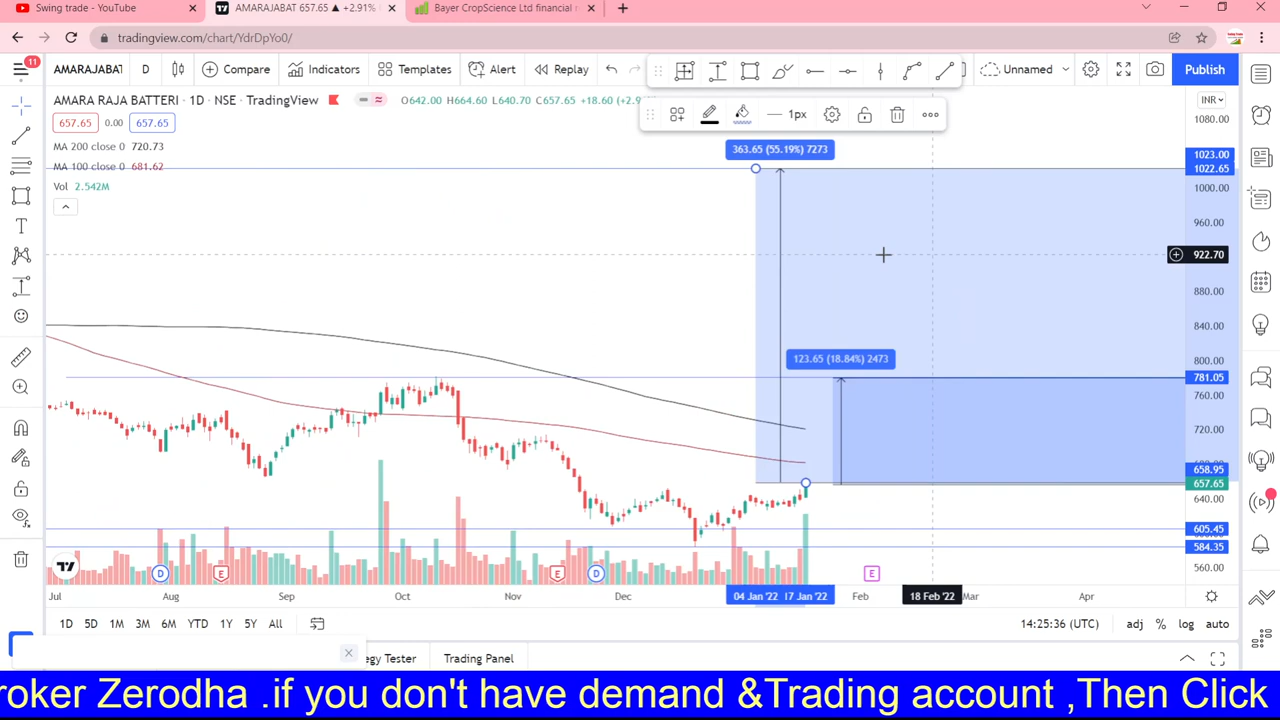 Swing trade - YouTube
AMARAJABAT 657.65 ▲ +2.91%
Bayer CropScience Ltd financial r
tradingview.com/chart/YdrDpYo0/
11
AMARAJABAT
D
Compare
Indicators
Templates
Alert
Replay
Unnamed
Publish
AMARA RAJA BATTERI · 1D · NSE · TradingView
O642.00 H664.60 L640.70 C657.65 +18.60 (+2.9
1px
INR
657.65 0.00 657.65
MA 200 close 0 720.73
MA 100 close 0 681.62
Vol 2.542M
363.65 (55.19%) 7273
123.65 (18.84%) 2473
1080.00
1023.00
1022.65
1000.00
960.00
922.70
880.00
840.00
800.00
781.05
760.00
720.00
658.95
657.65
640.00
605.45
584.35
560.00
D
E
E
D
E
Jul
Aug
Sep
Oct
Nov
Dec
04 Jan '22
17 Jan '22
Feb
18 Feb '22
Mar
Apr
1D 5D 1M 3M 6M YTD 1Y 5Y All
14:25:36 (UTC)
adj % log auto
egy Tester
Trading Panel
roker Zerodha .if you don't have demand &Trading account ,Then Click